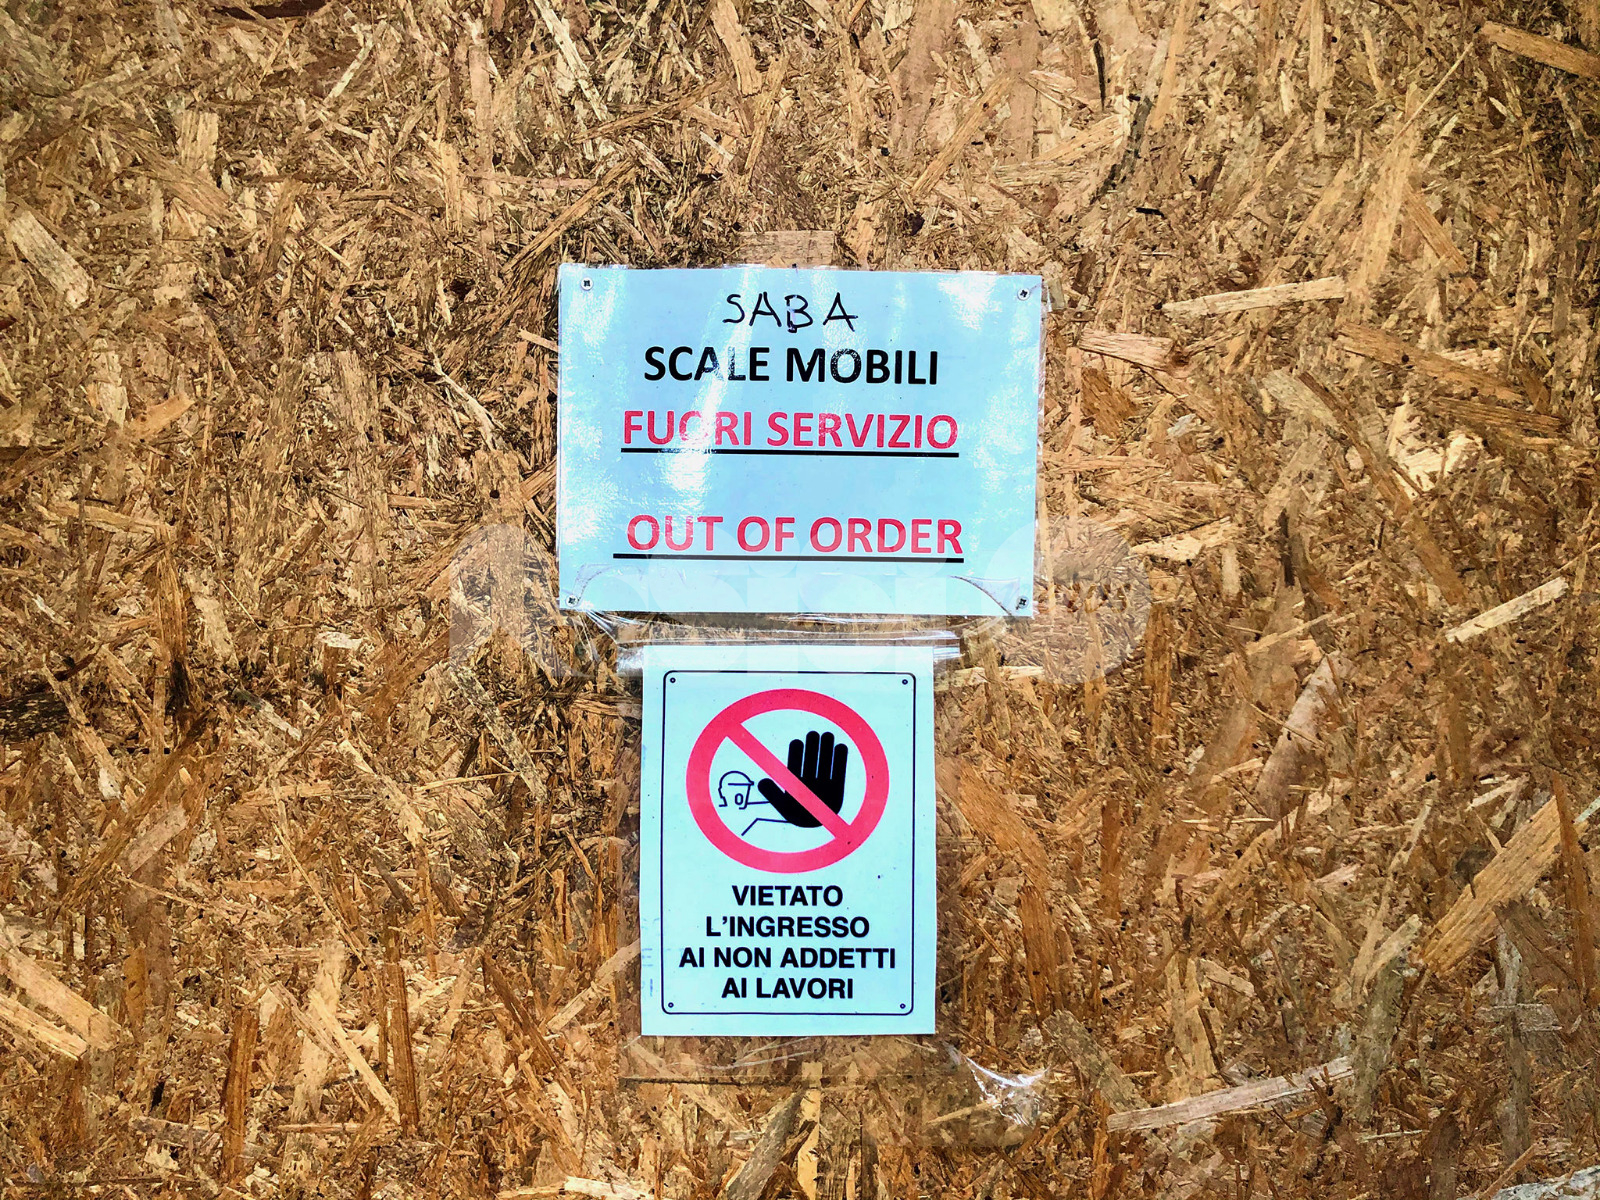 SABA
SCALE MOBILI
FUORI SERVIZIO
OUT OF ORDER
VIETATO
L'INGRESSO
AI NON ADDETTI
AI LAVORI